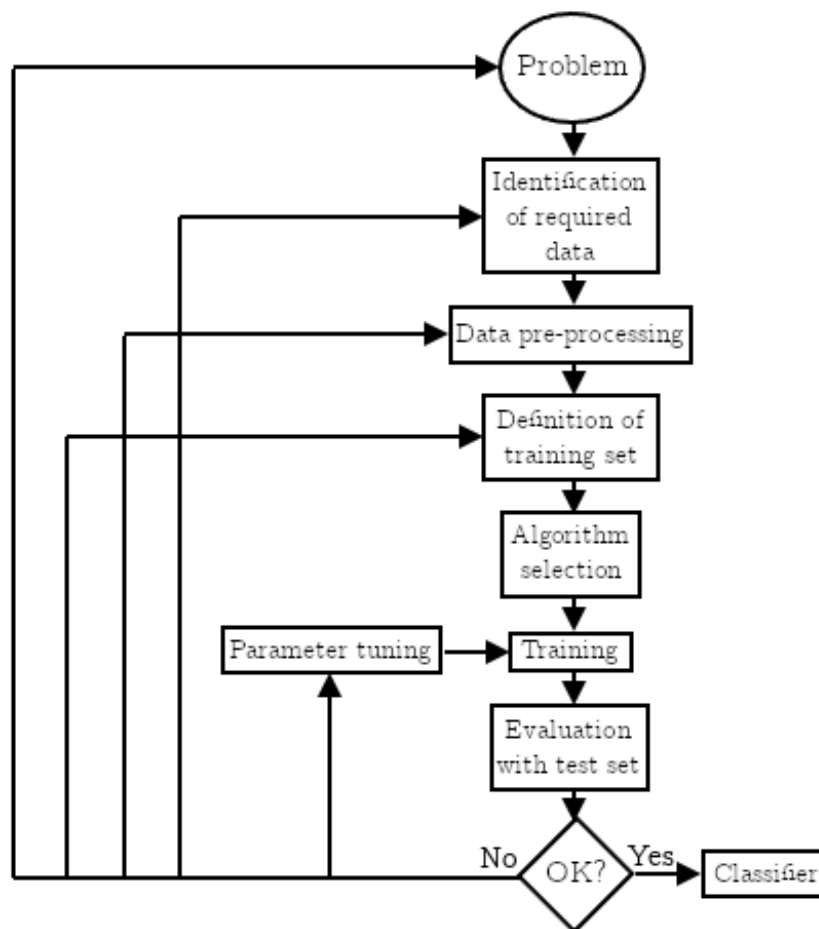 Problem
Identification
of required
data
Data pre-processing
Definition of
training set
Algorithm
selection
Parameter tuning
Training
Evaluation
with test set
No
OK?
Yes
Classifier